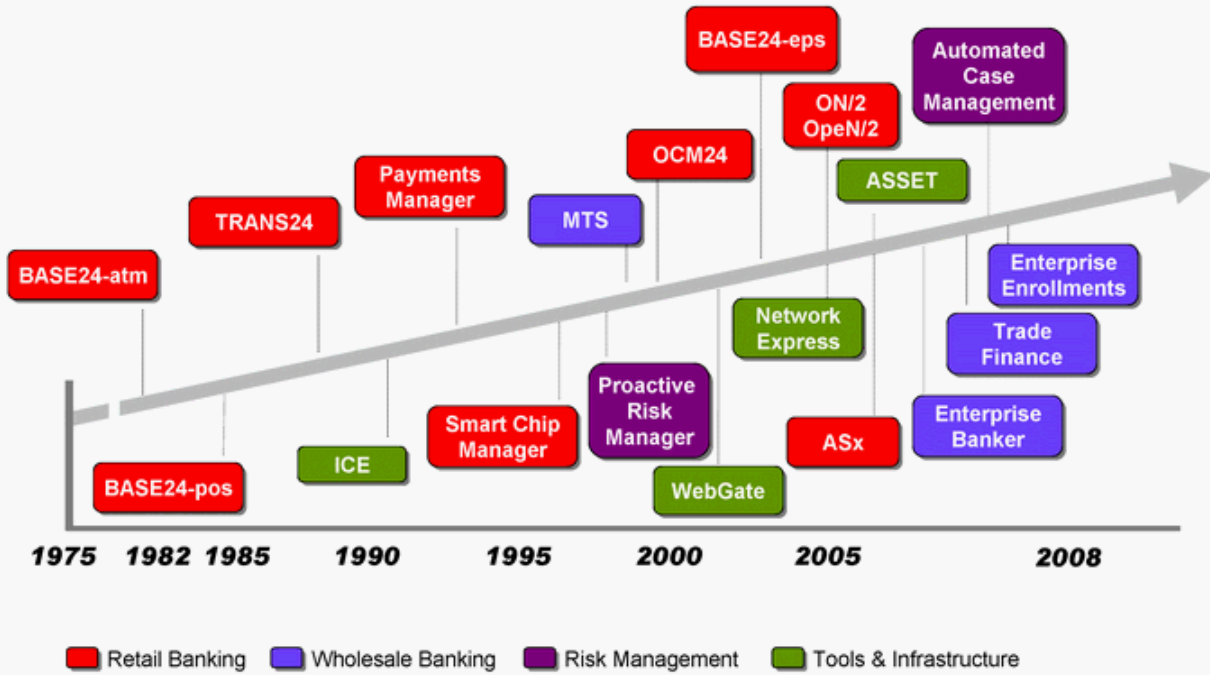 BASE24-eps
Automated
Case
Management
ON/2
OpeN/2
OCM24
Payments
Manager
ASSET
TRANS24
MTS
BASE24-atm
Enterprise
Enrollments
Network
Express
Trade
Finance
Proactive
Risk
Manager
Smart Chip
Manager
Enterprise
Banker
ASx
ICE
BASE24-pos
WebGate
1975 1982 1985 1990 1995 2000 2005 2008
Retail Banking Wholesale Banking Risk Management Tools & Infrastructure